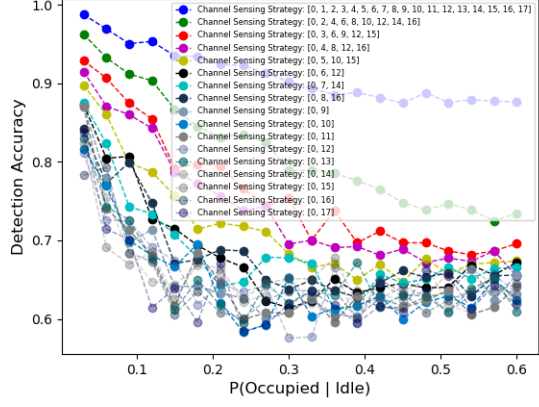 1.0
0.9
0.8
0.7
0.6
Detection Accuracy
Channel Sensing Strategy: [0, 1, 2, 3, 4, 5, 6, 7, 8, 9, 10, 11, 12, 13, 14, 15, 16, 17]
Channel Sensing Strategy: [0, 2, 4, 6, 8, 10, 12, 14, 16]
Channel Sensing Strategy: [0, 3, 6, 9, 12, 15]
Channel Sensing Strategy: [0, 4, 8, 12, 16]
Channel Sensing Strategy: [0, 5, 10, 15]
Channel Sensing Strategy: [0, 6, 12]
Channel Sensing Strategy: [0, 7, 14]
Channel Sensing Strategy: [0, 8, 16]
Channel Sensing Strategy: [0, 9]
Channel Sensing Strategy: [0, 10]
Channel Sensing Strategy: [0, 11]
Channel Sensing Strategy: [0, 12]
Channel Sensing Strategy: [0, 13]
Channel Sensing Strategy: [0, 14]
Channel Sensing Strategy: [0, 15]
Channel Sensing Strategy: [0, 16]
Channel Sensing Strategy: [0, 17]
0.1
0.2
0.3
0.4
0.5
0.6
P(Occupied | Idle)